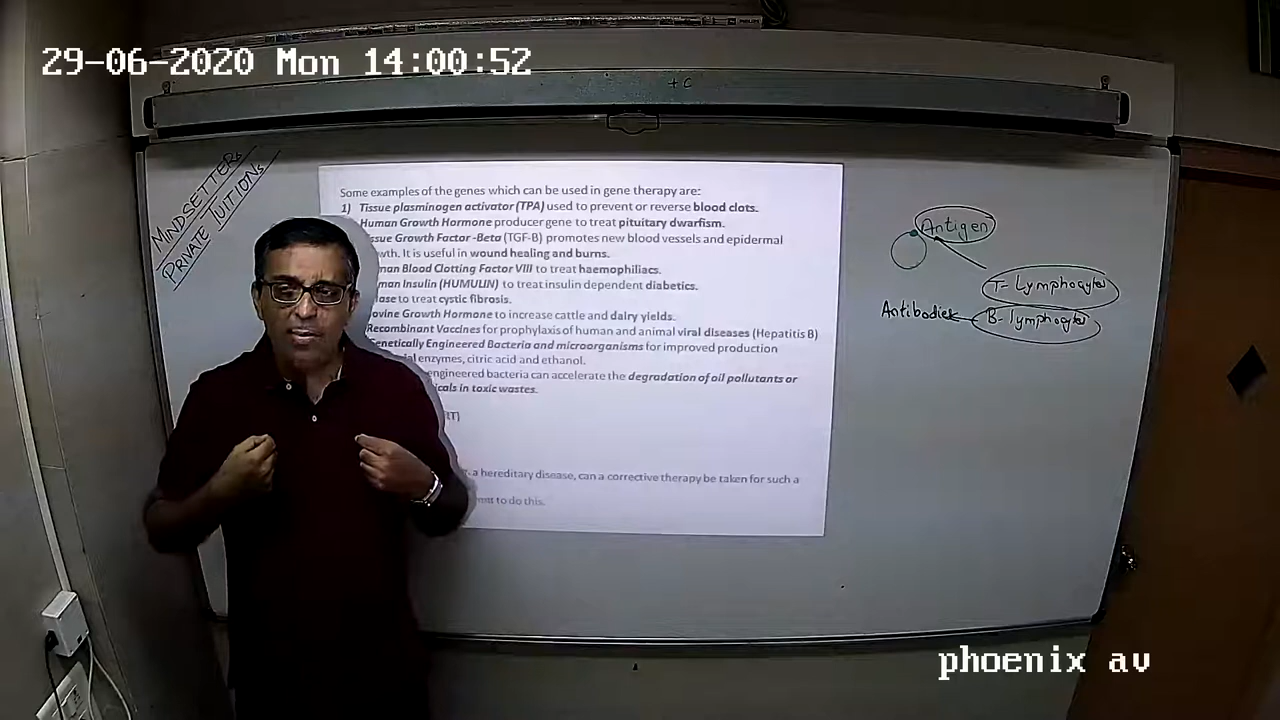 29-06-2020 Mon 14:00:52
+C
MINDSETTERS
PRIVATE TUITIONS
Some examples of the genes which can be used in gene therapy are:
1) Tissue plasminogen activator (TPA) used to prevent or reverse blood clots.
Human Growth Hormone producer gene to treat pituitary dwarfism.
Growth Factor -Beta (TGF-B) promotes new blood vessels and epidermal
It is useful in wound healing and burns.
Blood Clotting Factor VIII to treat haemophiliacs.
Insulin (HUMULIN) to treat insulin dependent diabetics.
to treat cystic fibrosis.
Growth Hormone to increase cattle and dairy yields.
Recombinant Vaccines for prophylaxis of human and animal viral diseases (Hepatitis B)
Genetically Engineered Bacteria and microorganisms for improved production
enzymes, citric acid and ethanol.
engineered bacteria can accelerate the degradation of oil pollutants or
in toxic wastes.
a hereditary disease, can a corrective therapy be taken for such a
to do this.
Antigen
T- Lymphocytes
Antibodies
B- lymphocytes
phoenix av